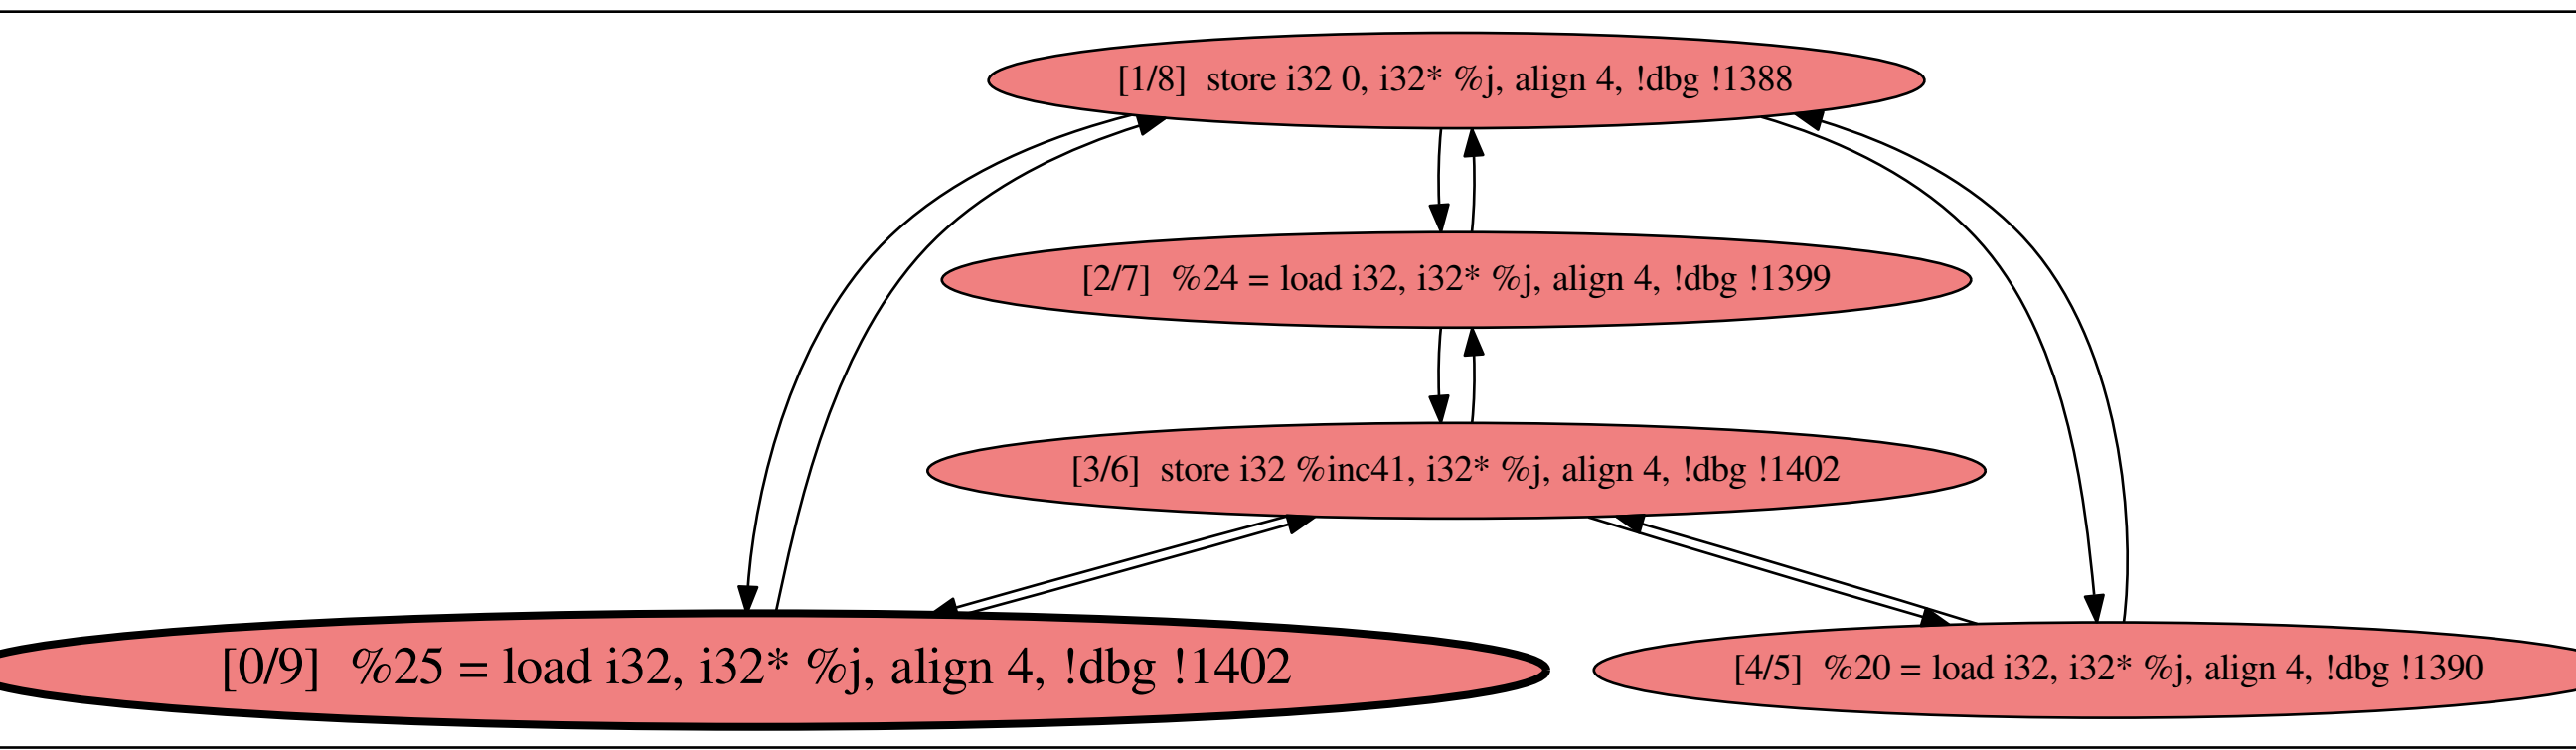 [1/8]  store i32 0, i32* %j, align 4, !dbg !1388
[2/7]  %24 = load i32, i32* %j, align 4, !dbg !1399
[3/6]  store i32 %inc41, i32* %j, align 4, !dbg !1402
[0/9]  %25 = load i32, i32* %j, align 4, !dbg !1402
[4/5]  %20 = load i32, i32* %j, align 4, !dbg !1390